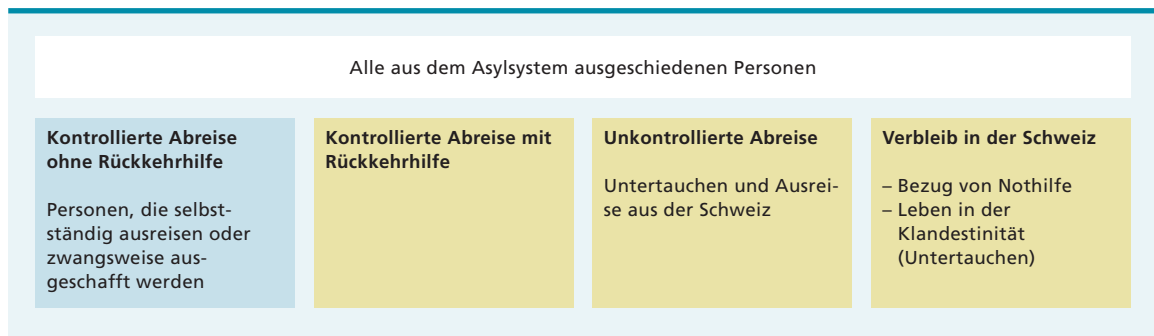 Alle aus dem Asylsystem ausgeschiedenen Personen
Kontrollierte Abreise
ohne Rückkehrhilfe
Personen, die selbst-
ständig ausreisen oder
zwangsweise aus-
geschafft werden
Kontrollierte Abreise mit
Rückkehrhilfe
Unkontrollierte Abreise
Untertauchen und Ausrei-
se aus der Schweiz
Verbleib in der Schweiz
– Bezug von Nothilfe
– Leben in der
Klandestinität
(Untertauchen)